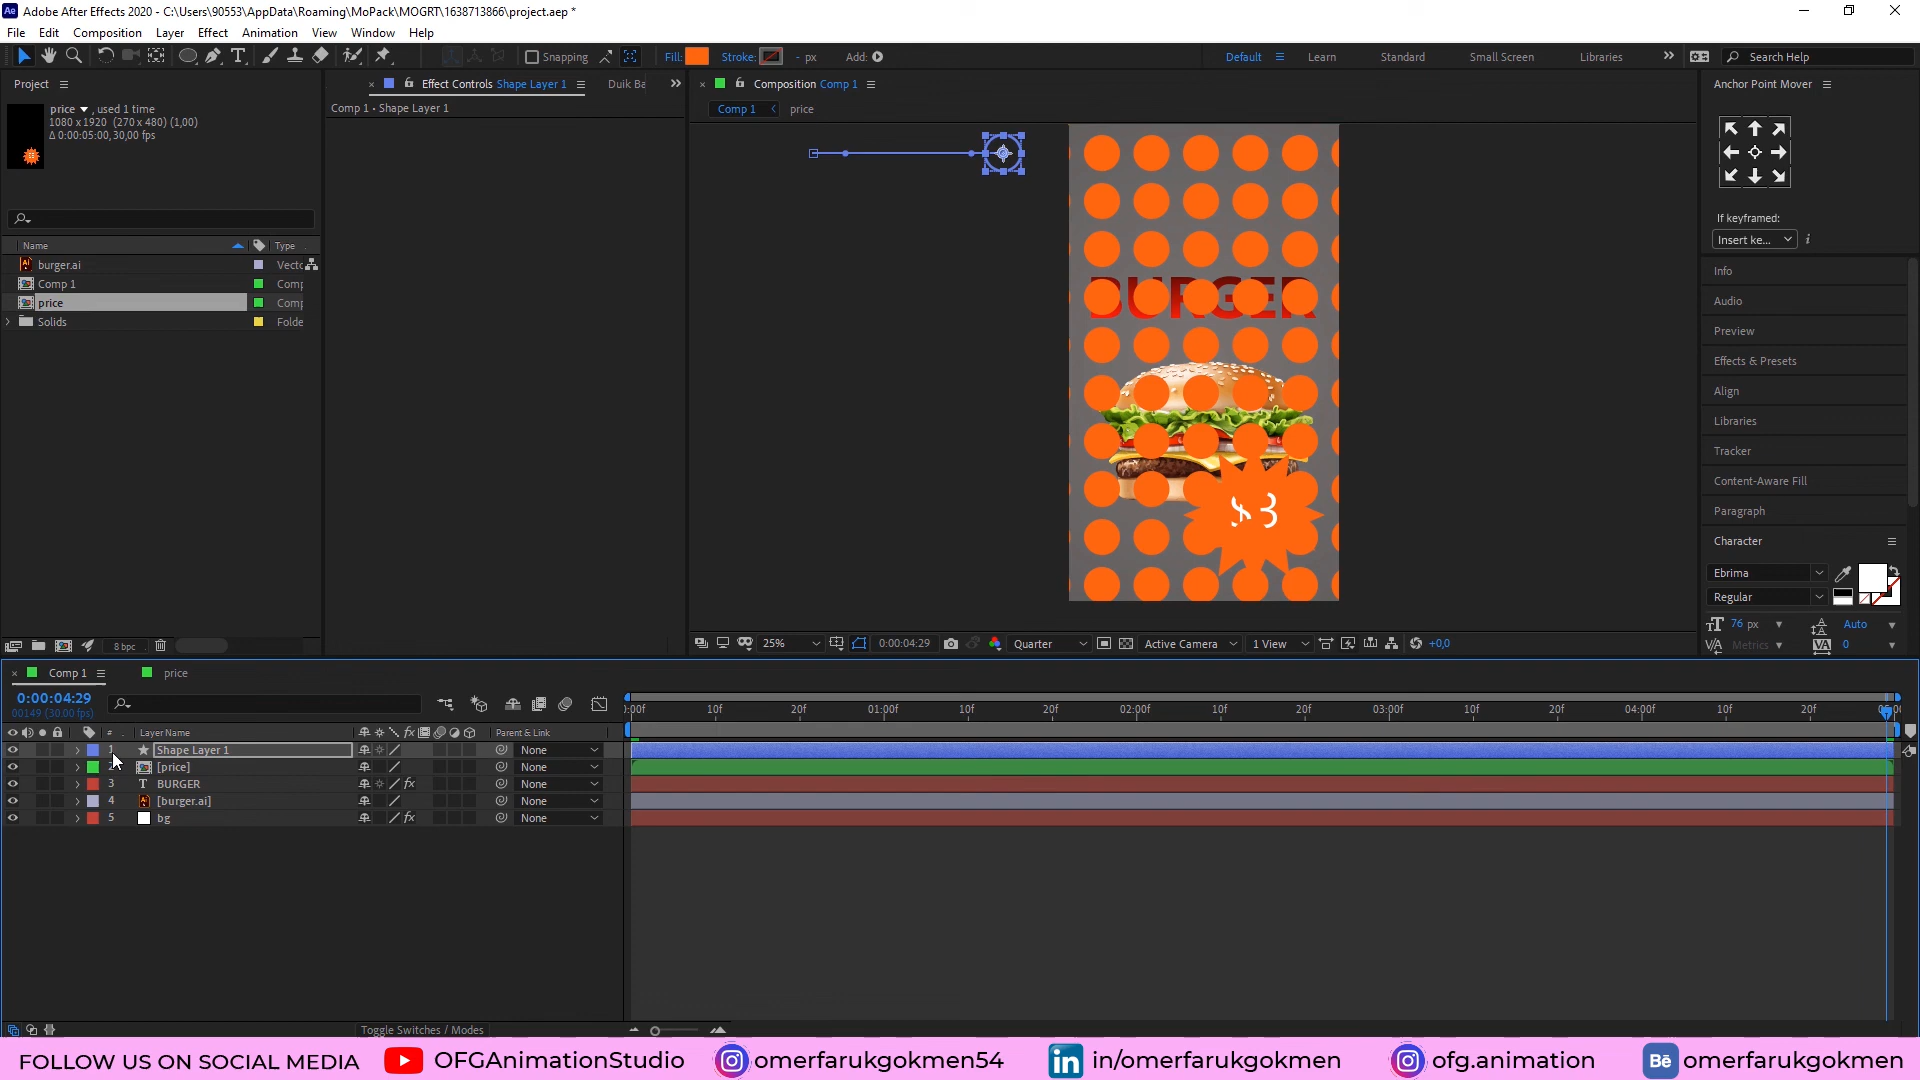 Adobe After Effects 2020 - C:\Users\90553\AppData\Roaming\MoPack\MOGRT\1638713866\project.aep *
File Edit Composition Layer Effect Animation View Window Help
Snapping Fill: Stroke: - px Add: Default Learn Standard Small Screen Libraries Search Help
Project
Effect Controls Shape Layer 1 Duik Ba
Composition Comp 1
Anchor Point Mover
price , used 1 time
1080 x 1920 (270 x 480) (1,00)
Δ 0:00:05:00, 30,00 fps
Comp 1 • Shape Layer 1
Comp 1 price
If keyframed:
Insert ke...
Name Type
burger.ai Vectc
Comp 1 Comp
price Comp
Solids Folde
BURGER
$3
Info
Audio
Preview
Effects & Presets
Align
Libraries
Tracker
Content-Aware Fill
Paragraph
Character
Ebrima
Regular
76 px Auto
Metrics 0
8 bpc
25% 0:00:04:29 Quarter Active Camera 1 View +0,0
Comp 1 price
0:00:04:29
00149 (30.00 fps)
):00f 10f 20f 01:00f 10f 20f 02:00f 10f 20f 03:00f 10f 20f 04:00f 10f 20f
# Layer Name Parent & Link
1 Shape Layer 1 None
2 [price] None
3 BURGER None
4 [burger.ai] None
5 bg None
Toggle Switches / Modes
FOLLOW US ON SOCIAL MEDIA OFGAnimationStudio omerfarukgokmen54 in/omerfarukgokmen ofg.animation Bē omerfarukgokmen